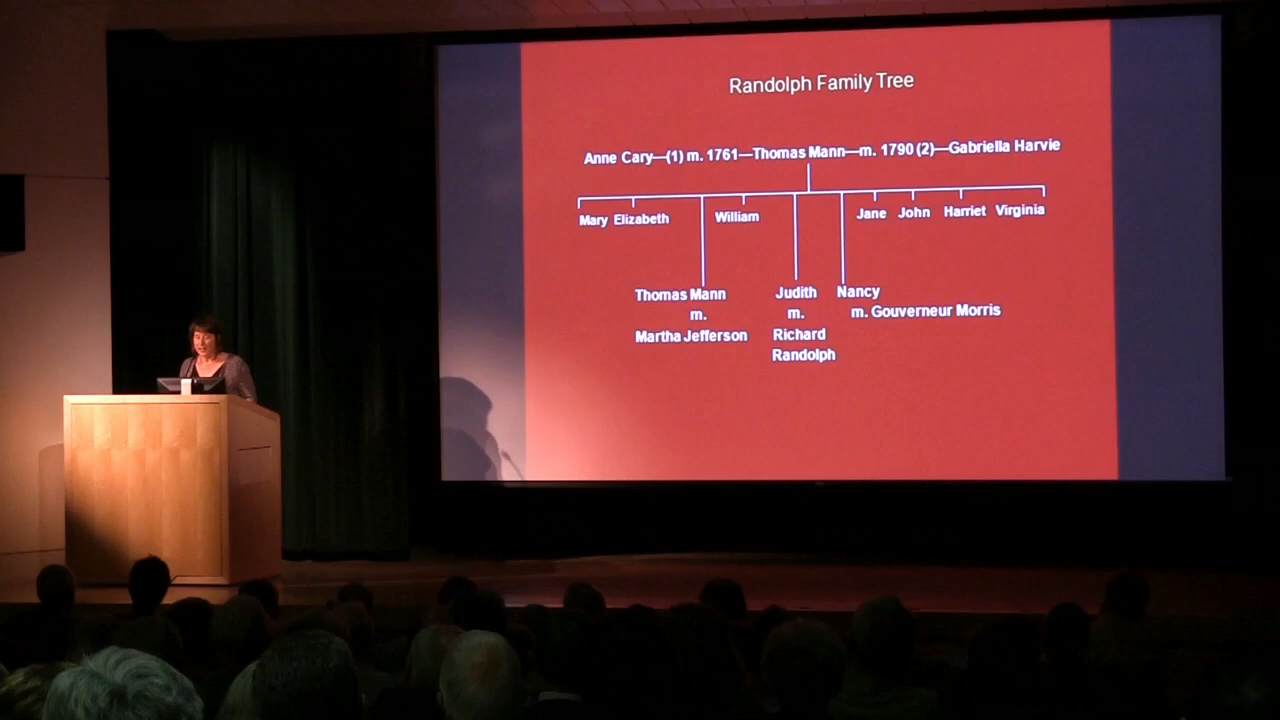 Randolph Family Tree
Anne Cary—(1) m. 1761—Thomas Mann—m. 1790 (2)—Gabriella Harvie
Mary Elizabeth William Jane John Harriet Virginia
Thomas Mann Judith Nancy
m. m. m. Gouverneur Morris
Martha Jefferson Richard
Randolph